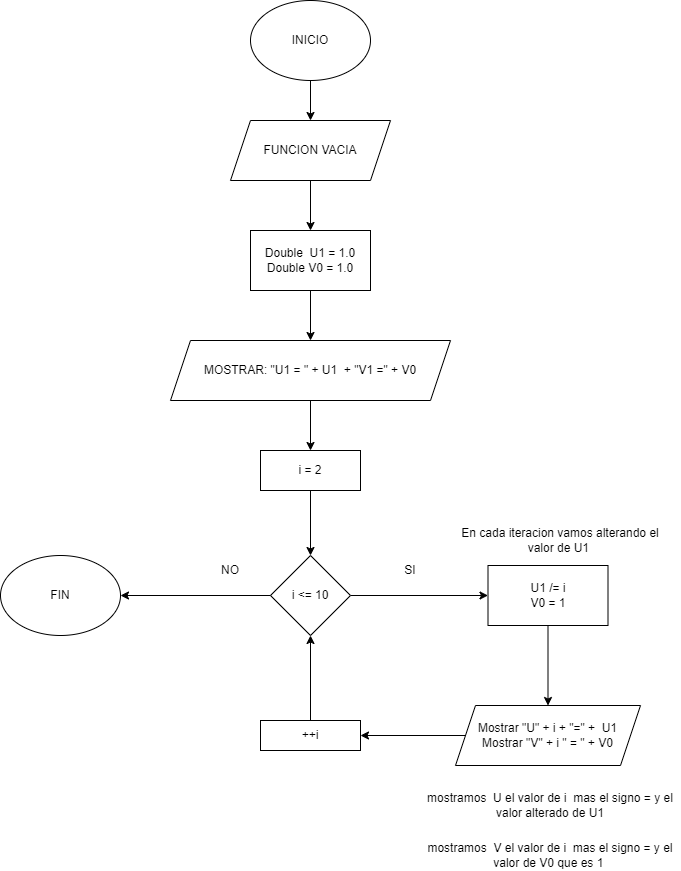 INICIO
FUNCION VACIA
Double  U1 = 1.0
Double V0 = 1.0
MOSTRAR: "U1 = " + U1  + "V1 =" + V0
i = 2
En cada iteracion vamos alterando el
valor de U1
NO
SI
FIN
i <= 10
U1 /= i
V0 = 1
Mostrar "U" + i + "=" +  U1
Mostrar "V" + i " = " + V0
++i
mostramos  U el valor de i  mas el signo = y el
valor alterado de U1
mostramos  V el valor de i  mas el signo = y el
valor de V0 que es 1